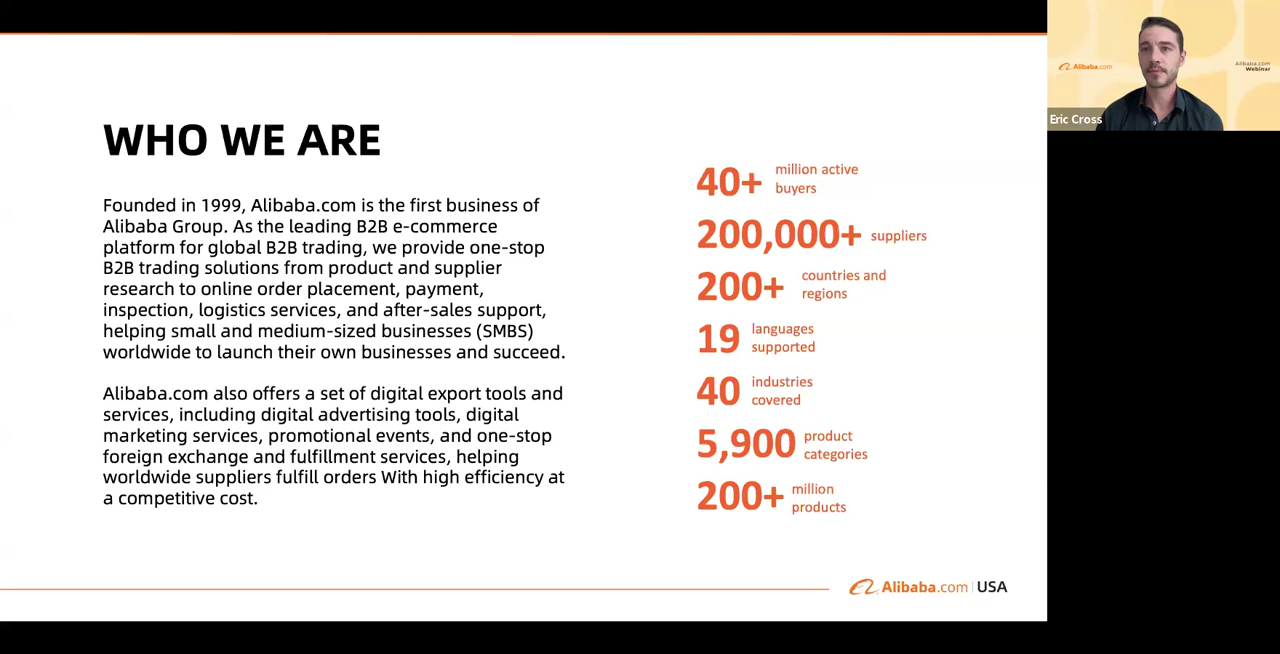 WHO WE ARE
Founded in 1999, Alibaba.com is the first business of
Alibaba Group. As the leading B2B e-commerce
platform for global B2B trading, we provide one-stop
B2B trading solutions from product and supplier
research to online order placement, payment,
inspection, logistics services, and after-sales support,
helping small and medium-sized businesses (SMBS)
worldwide to launch their own businesses and succeed.
Alibaba.com also offers a set of digital export tools and
services, including digital advertising tools, digital
marketing services, promotional events, and one-stop
foreign exchange and fulfillment services, helping
worldwide suppliers fulfill orders With high efficiency at
a competitive cost.
40+ million active
buyers
200,000+ suppliers
200+ countries and
regions
19 languages
supported
40 industries
covered
5,900 product
categories
200+ million
products
Alibaba.com | USA
Alibaba.com
Alibaba.com
Webinar
Eric Cross